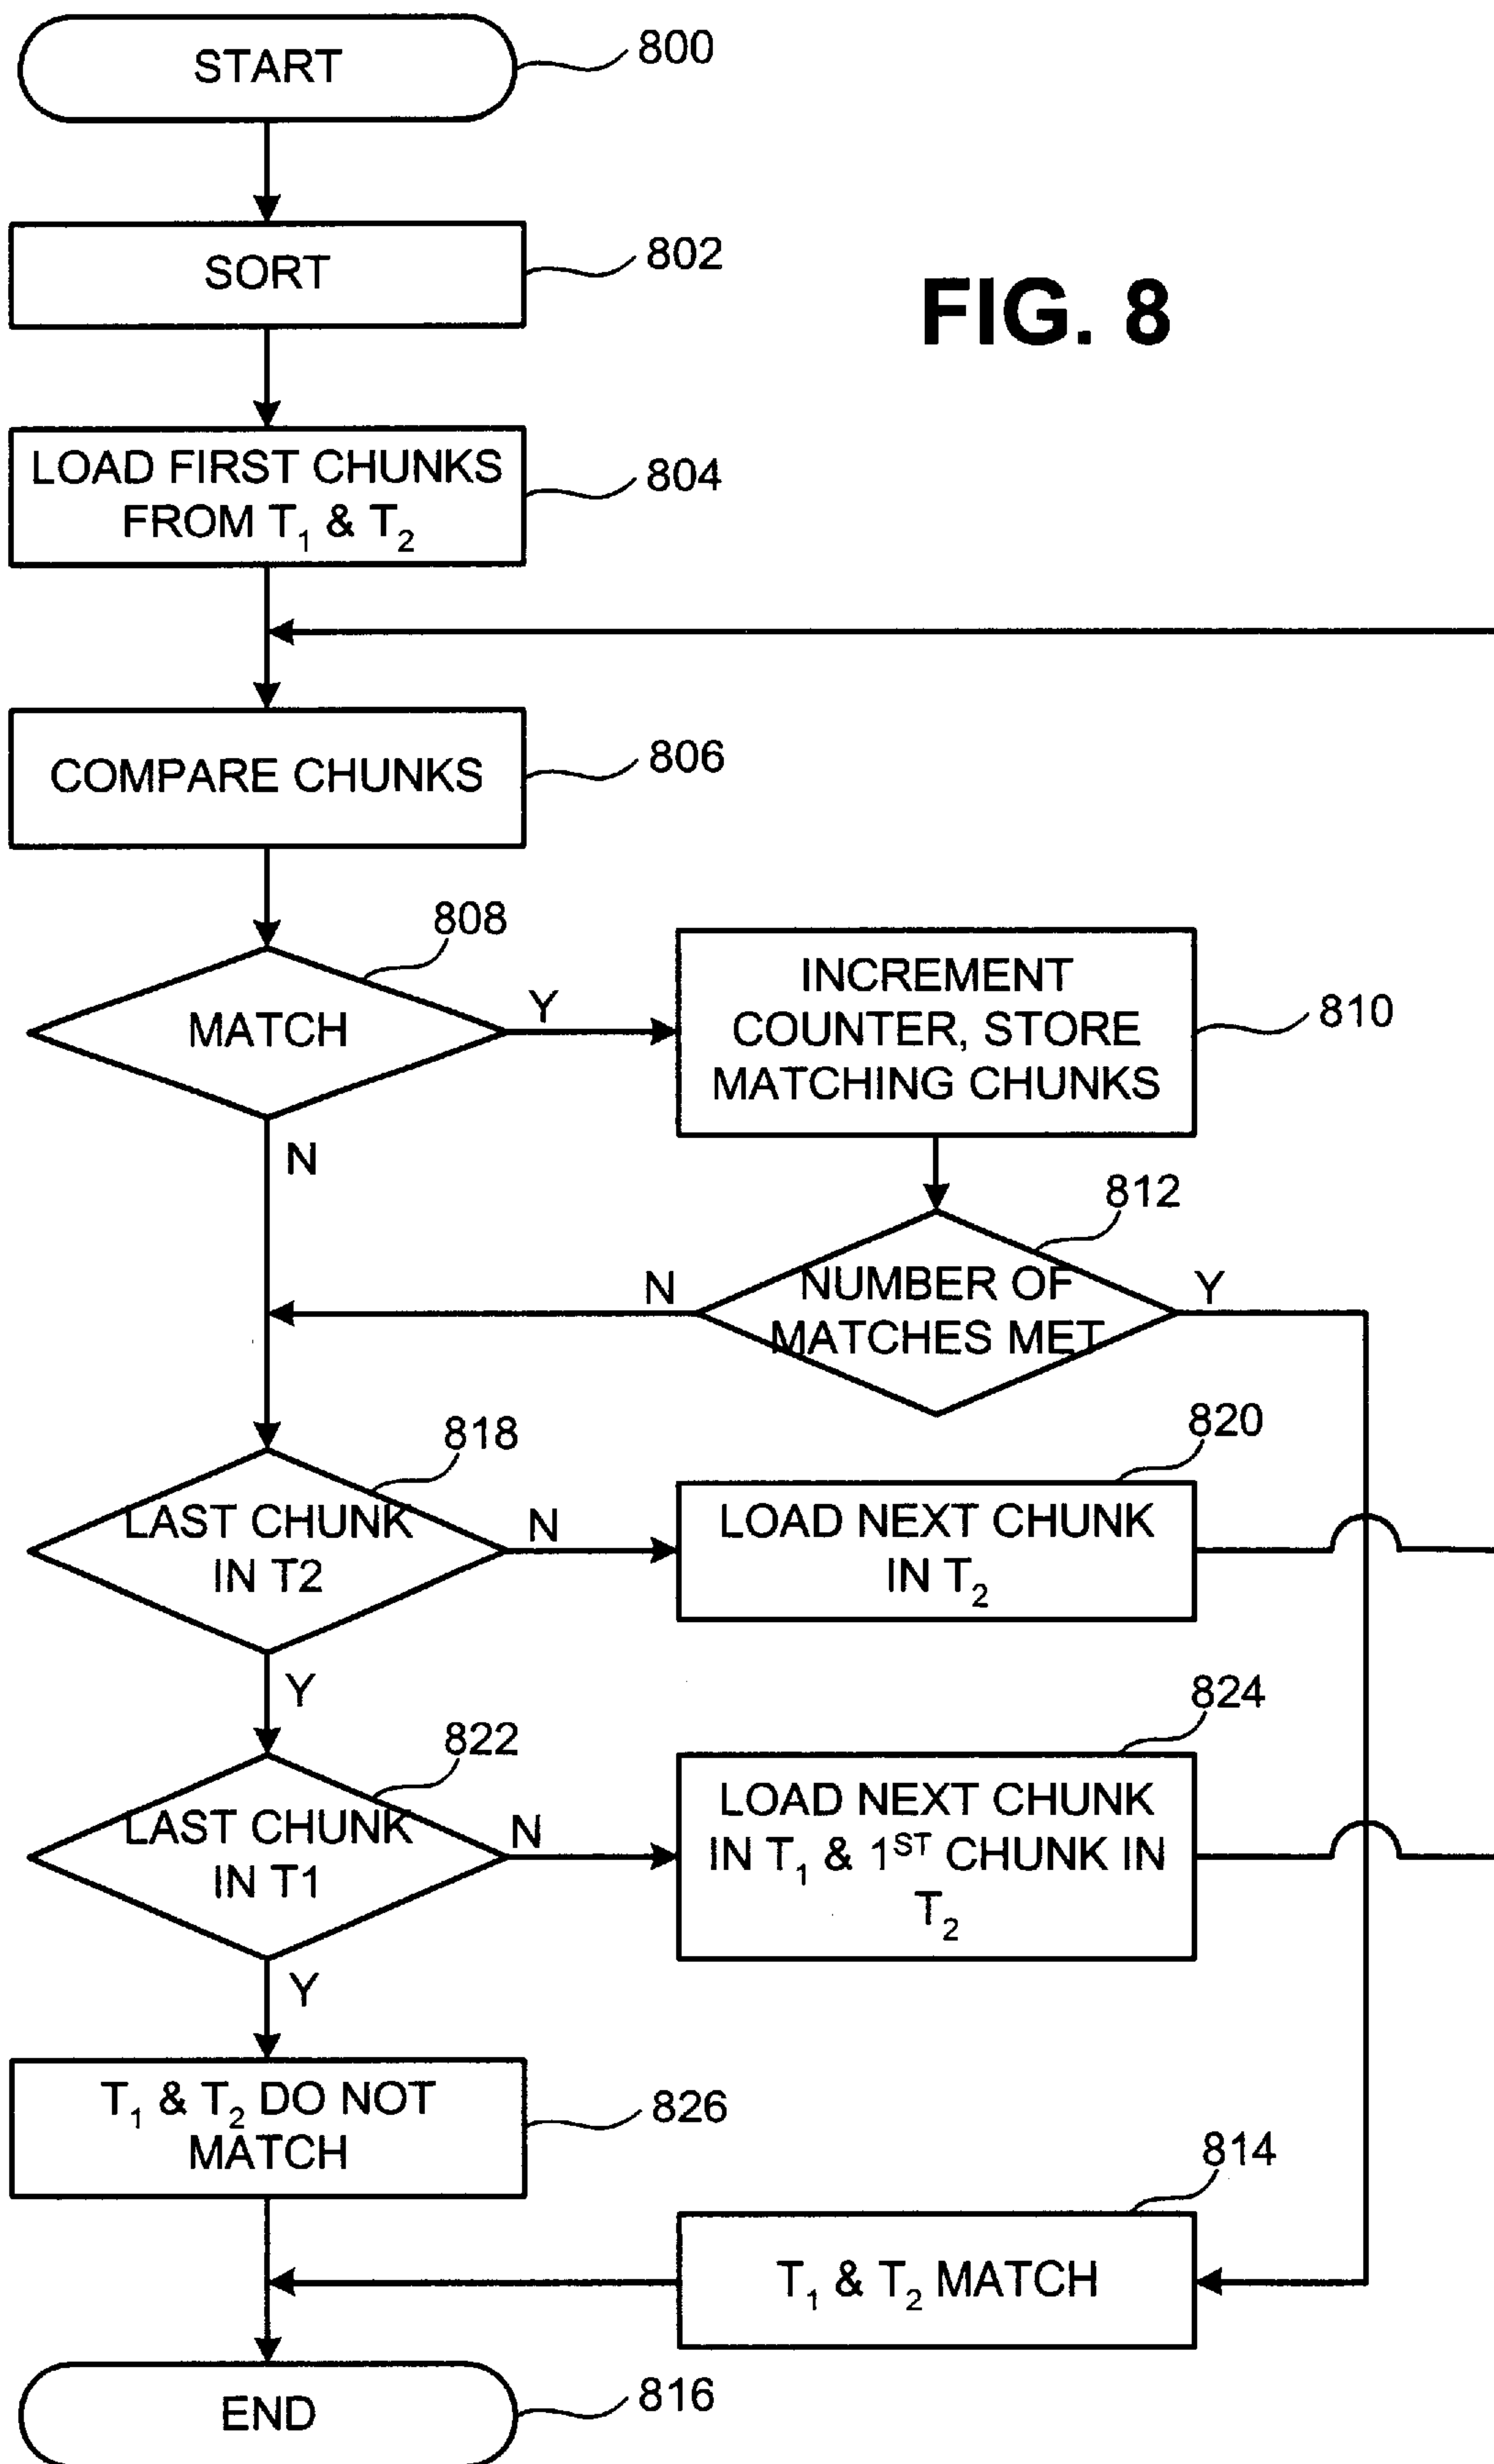 START
800
SORT
802
FIG. 8
LOAD FIRST CHUNKS
FROM T₁ & T₂
804
COMPARE CHUNKS
806
808
MATCH
Y
N
INCREMENT
COUNTER, STORE
MATCHING CHUNKS
810
812
NUMBER OF
MATCHES MET
N
Y
818
LAST CHUNK
IN T2
N
Y
820
LOAD NEXT CHUNK
IN T₂
822
LAST CHUNK
IN T1
N
Y
824
LOAD NEXT CHUNK
IN T₁ & 1ST CHUNK IN
T₂
T₁ & T₂ DO NOT
MATCH
826
814
T₁ & T₂ MATCH
END
816